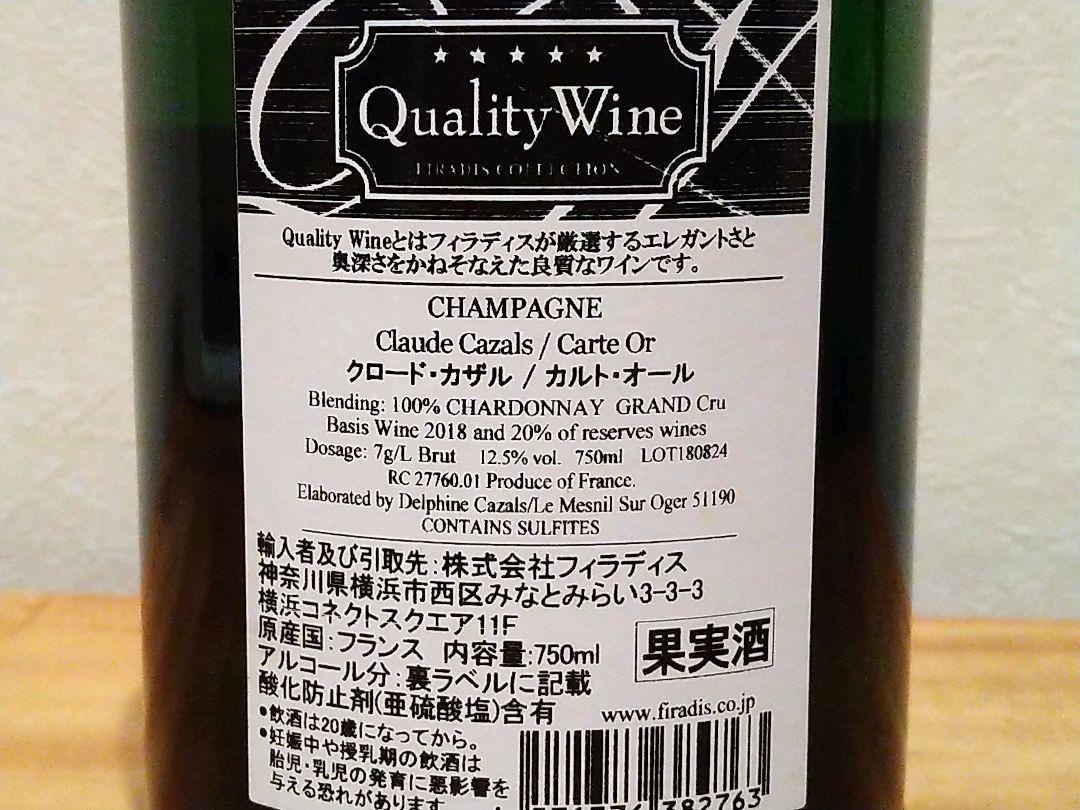 Quality Wine
FIRADIS COLLECTION
Quality Wineとはフィラディスが厳選するエレガントさと
奥深さをかねそなえた良質なワインです。
CHAMPAGNE
Claude Cazals / Carte Or
クロード・カザル / カルト・オール
Blending: 100% CHARDONNAY GRAND Cru
Basis Wine 2018 and 20% of reserves wines
Dosage: 7g/L Brut 12.5% vol. 750ml LOT180824
RC 27760.01 Produce of France.
Elaborated by Delphine Cazals/Le Mesnil Sur Oger 51190
CONTAINS SULFITES
輸入者及び引取先:株式会社フィラディス
神奈川県横浜市西区みなとみらい3-3-3
横浜コネクトスクエア11F
原産国:フランス 内容量:750ml
アルコール分:裏ラベルに記載
酸化防止剤(亜硫酸塩)含有
果実酒
www.firadis.co.jp
•飲酒は20歳になってから。
•妊娠中や授乳期の飲酒は
胎児・乳児の発育に悪影響を
与える恐れがあります
382763